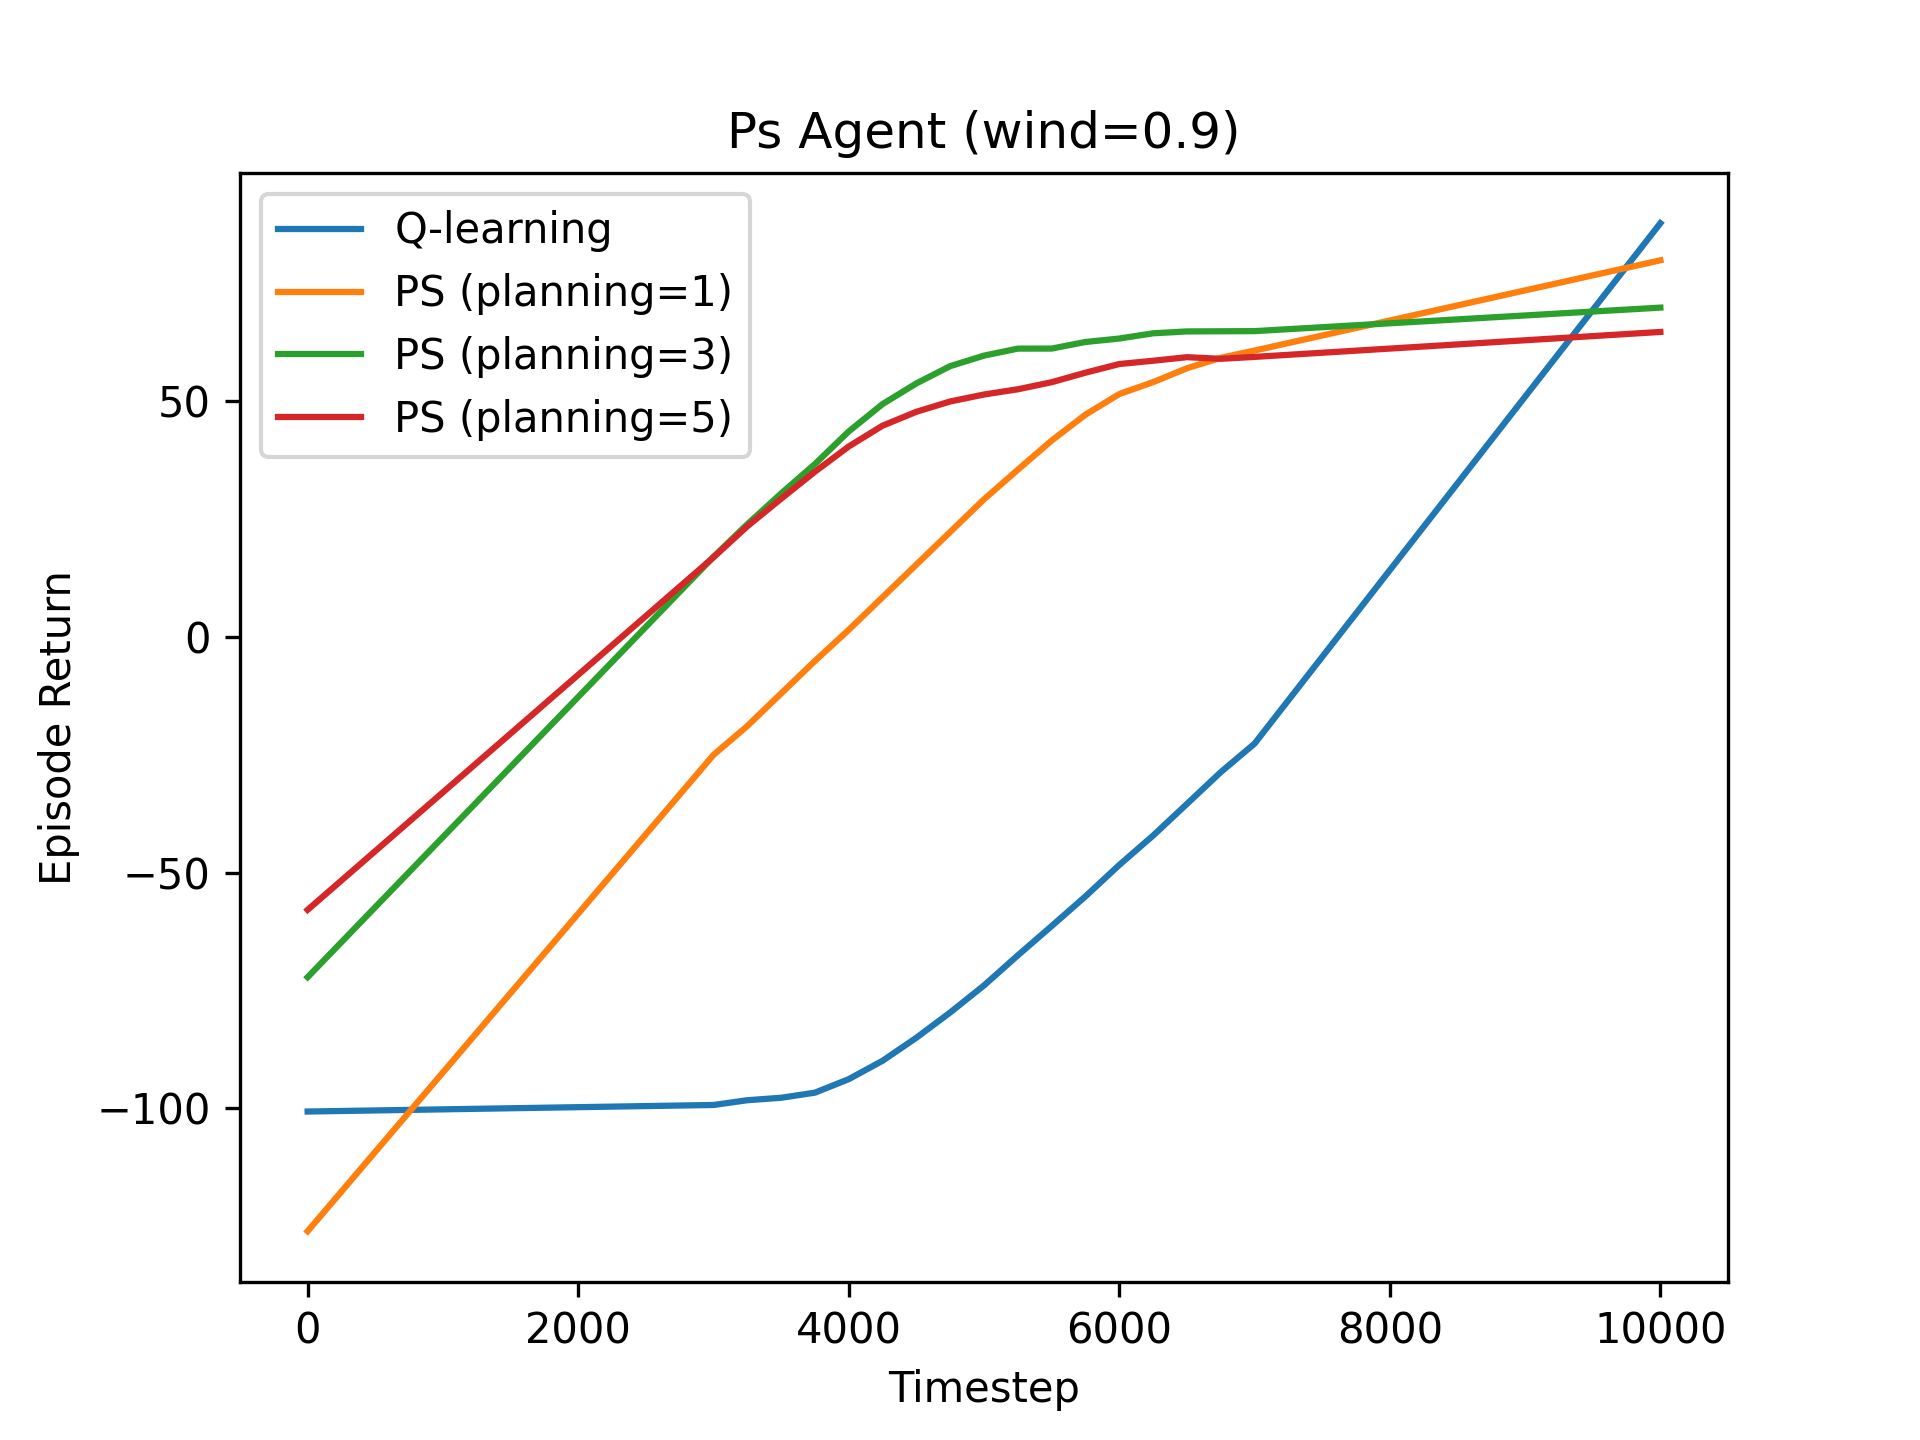 Ps Agent (wind=0.9)
Q-learning
PS (planning=1)
PS (planning=3)
PS (planning=5)
Episode Return
50
0
−50
−100
0 2000 4000 6000 8000 10000
Timestep